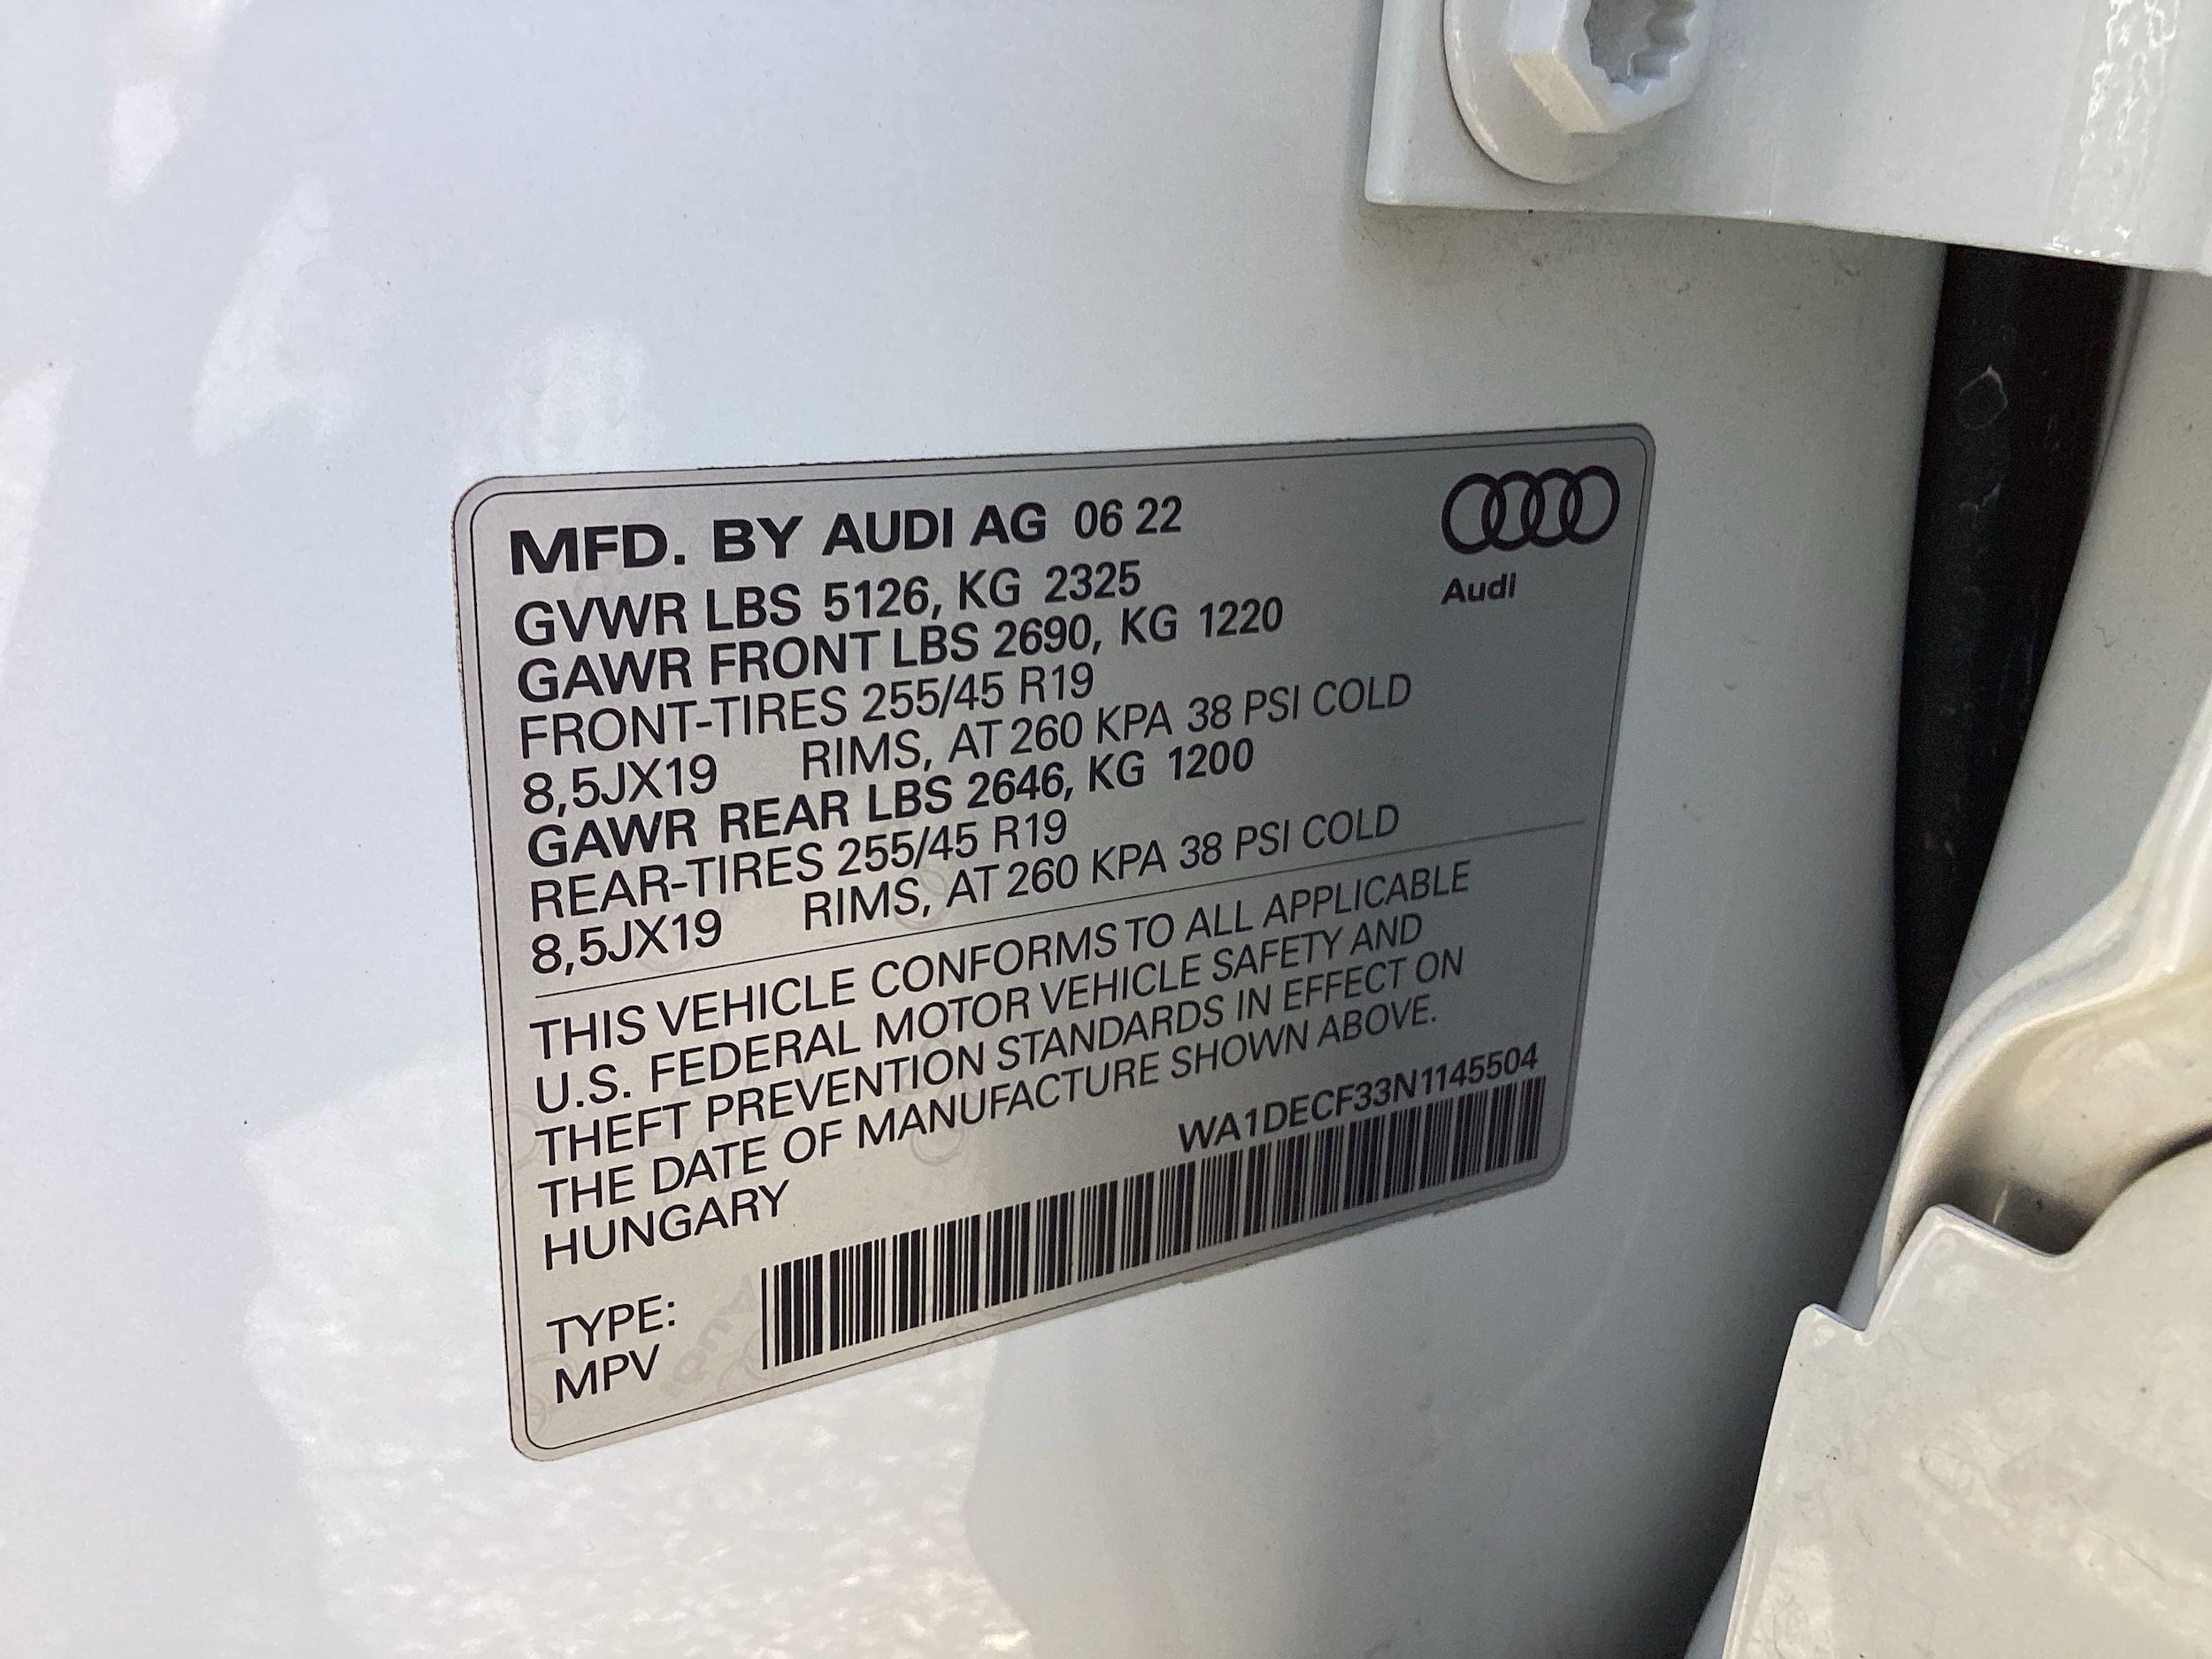 MFD. BY AUDI AG 06 22
Audi
GVWR LBS 5126, KG 2325
GAWR FRONT LBS 2690, KG 1220
FRONT-TIRES 255/45 R19
8,5JX19 RIMS, AT 260 KPA 38 PSI COLD
GAWR REAR LBS 2646, KG 1200
REAR-TIRES 255/45 R19
8,5JX19 RIMS, AT 260 KPA 38 PSI COLD
THIS VEHICLE CONFORMS TO ALL APPLICABLE
U.S. FEDERAL MOTOR VEHICLE SAFETY AND
THEFT PREVENTION STANDARDS IN EFFECT ON
THE DATE OF MANUFACTURE SHOWN ABOVE.
HUNGARY
WA1DECF33N1145504
TYPE:
MPV
Audi